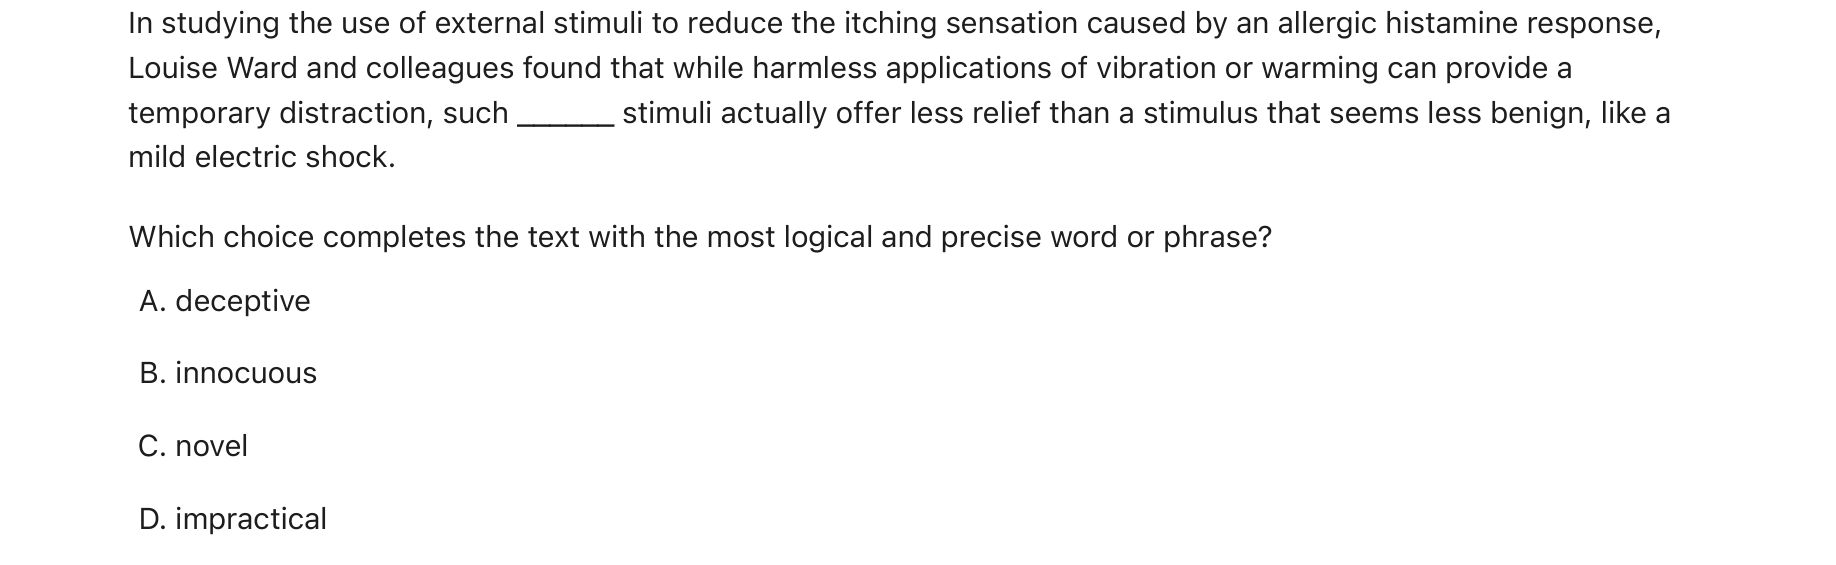 In studying the use of external stimuli to reduce the itching sensation caused by an allergic histamine response,
Louise Ward and colleagues found that while harmless applications of vibration or warming can provide a
temporary distraction, such ______ stimuli actually offer less relief than a stimulus that seems less benign, like a
mild electric shock.
Which choice completes the text with the most logical and precise word or phrase?
A. deceptive
B. innocuous
C. novel
D. impractical